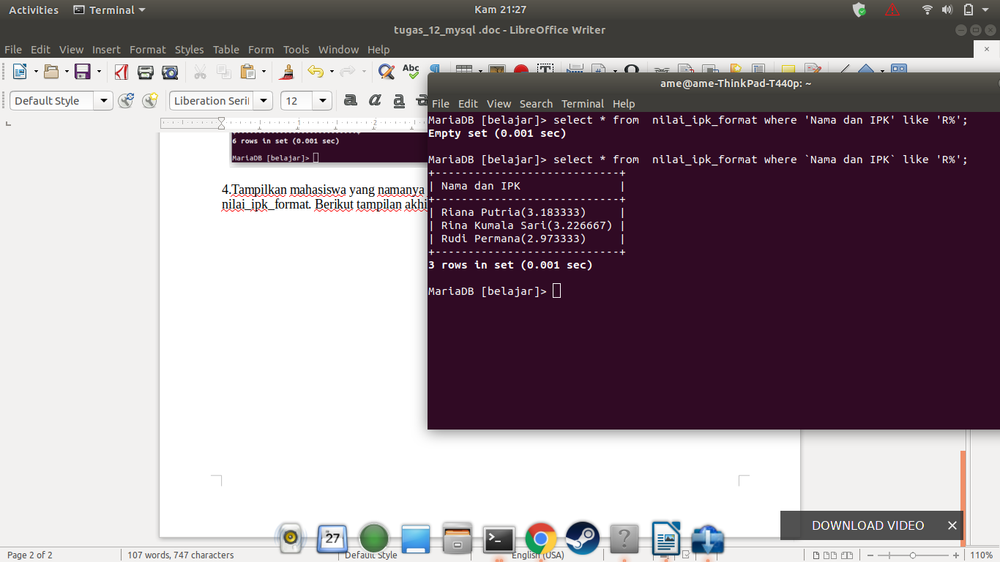 Activities Terminal Kam 21:27
tugas_12_mysql .doc - LibreOffice Writer
File Edit View Insert Format Styles Table Form Tools Window Help
Default Style Liberation Seri 12
1 2
6 rows in set (0.001 sec)
MariaDB [belajar]>
4.Tampilkan mahasiswa yang namanya
nilai_ipk_format. Berikut tampilan akhi
ame@ame-ThinkPad-T440p: ~
File Edit View Search Terminal Help
MariaDB [belajar]> select * from  nilai_ipk_format where 'Nama dan IPK' like 'R%';
Empty set (0.001 sec)
MariaDB [belajar]> select * from  nilai_ipk_format where `Nama dan IPK` like 'R%';
+----------------------------+
| Nama dan IPK               |
+----------------------------+
| Riana Putria(3.183333)     |
| Rina Kumala Sari(3.226667) |
| Rudi Permana(2.973333)     |
+----------------------------+
3 rows in set (0.001 sec)
MariaDB [belajar]>
27
DOWNLOAD VIDEO
Page 2 of 2 107 words, 747 characters Default Style English (USA) 110%